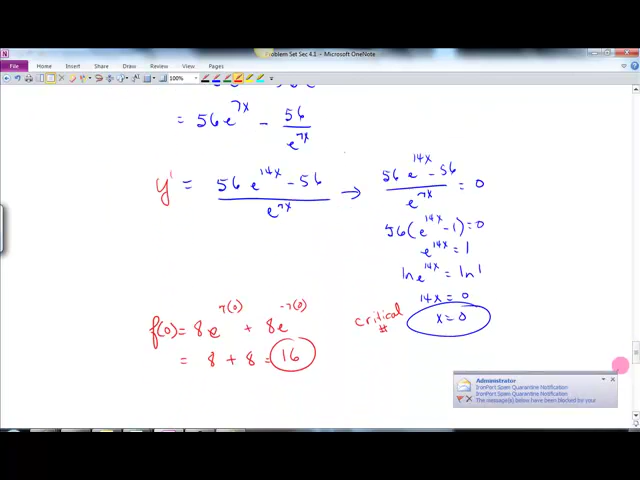 Problem Set Sec 4.1 - Microsoft OneNote
File Home Insert Share Draw Review View
100%
= 56e^{7x} - 56/e^{7x}
y' = (56e^{14x} - 56)/e^{7x} → (56e^{14x} - 56)/e^{7x} = 0
56(e^{14x} - 1) = 0
e^{14x} = 1
ln e^{14x} = ln 1
14x = 0
critical # x = 0
f(0) = 8e^{7(0)} + 8e^{-7(0)}
= 8 + 8 = 16
Administrator
IronPort Spam Quarantine Notification
IronPort Spam Quarantine Notification
The message(s) below have been blocked for your